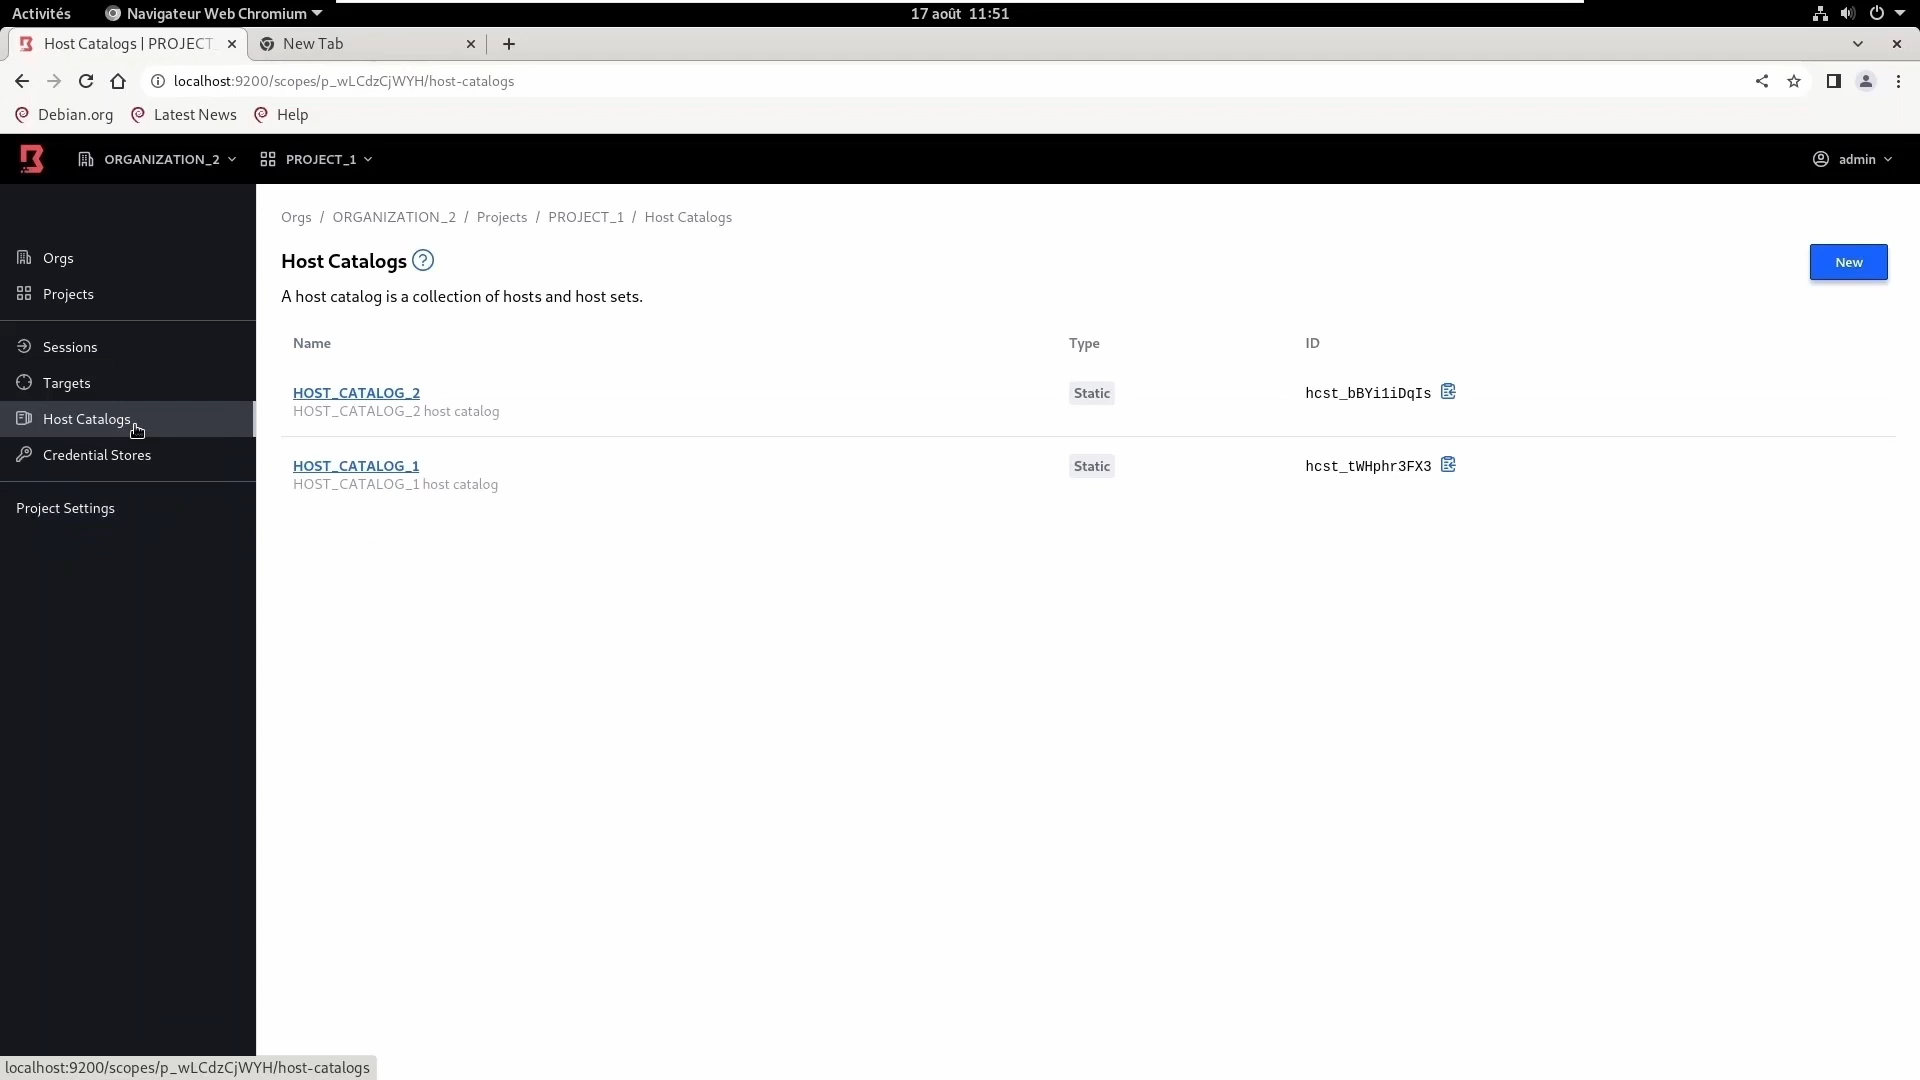 Activités Navigateur Web Chromium 17 août 11:51
Host Catalogs | PROJECT New Tab
localhost:9200/scopes/p_wLCdzCjWYH/host-catalogs
Debian.org Latest News Help
ORGANIZATION_2 PROJECT_1 admin
Orgs / ORGANIZATION_2 / Projects / PROJECT_1 / Host Catalogs
Orgs
Projects
Sessions
Targets
Host Catalogs
Credential Stores
Project Settings
Host Catalogs ? New
A host catalog is a collection of hosts and host sets.
Name Type ID
HOST_CATALOG_2 Static hcst_bBYi1iDqIs
HOST_CATALOG_2 host catalog
HOST_CATALOG_1 Static hcst_tWHphr3FX3
HOST_CATALOG_1 host catalog
localhost:9200/scopes/p_wLCdzCjWYH/host-catalogs